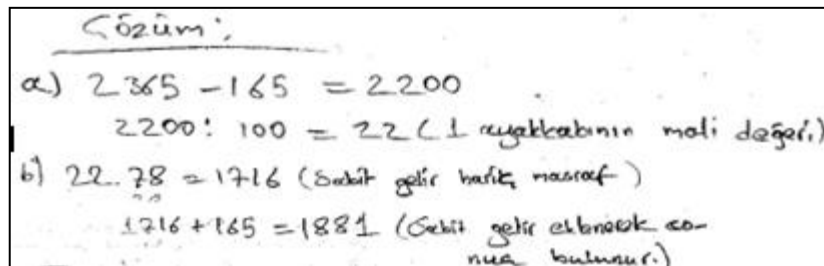 Çözüm:
a) 2365 - 165 = 2200
2200 : 100 = 22 (1 ayakkabının mali değeri.)
b) 22.78 = 1716 (Sabit gelir hariç masraf)
1716 + 165 = 1881 (Sabit gelir eklenerek so-
nuç bulunur.)